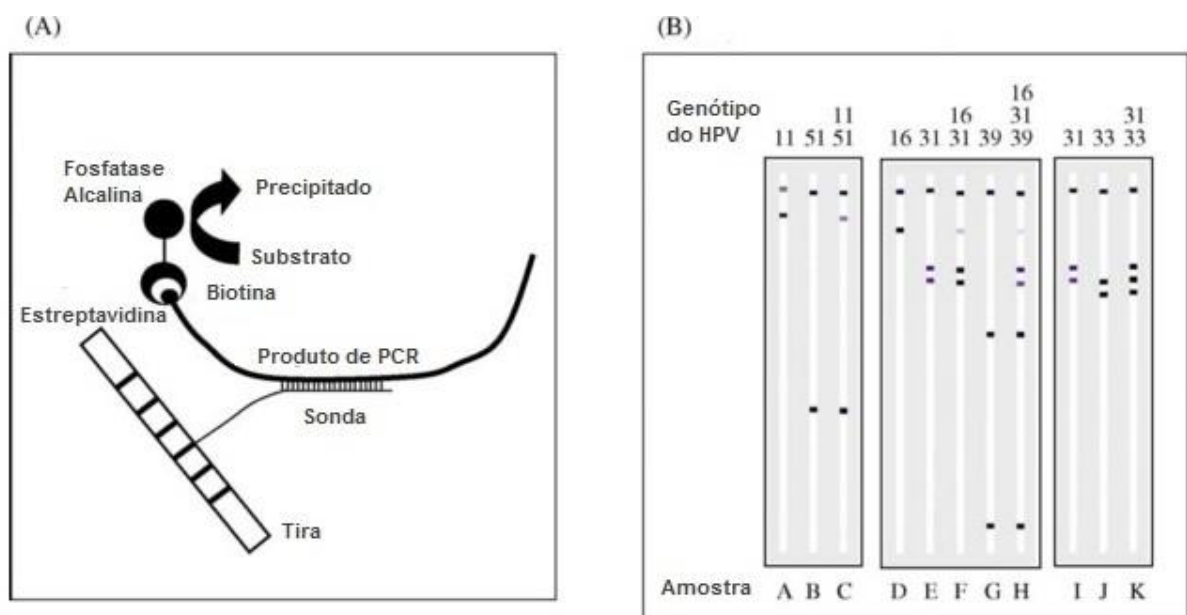 (A)
Fosfatase
Alcalina
Precipitado
Substrato
Biotina
Estreptavidina
Produto de PCR
Sonda
Tira
(B)
Genótipo
do HPV
11
51
11
51
16
31
16
31
39
16
31
39
31
33
31
33
Amostra
A B C
D E F G H
I J K